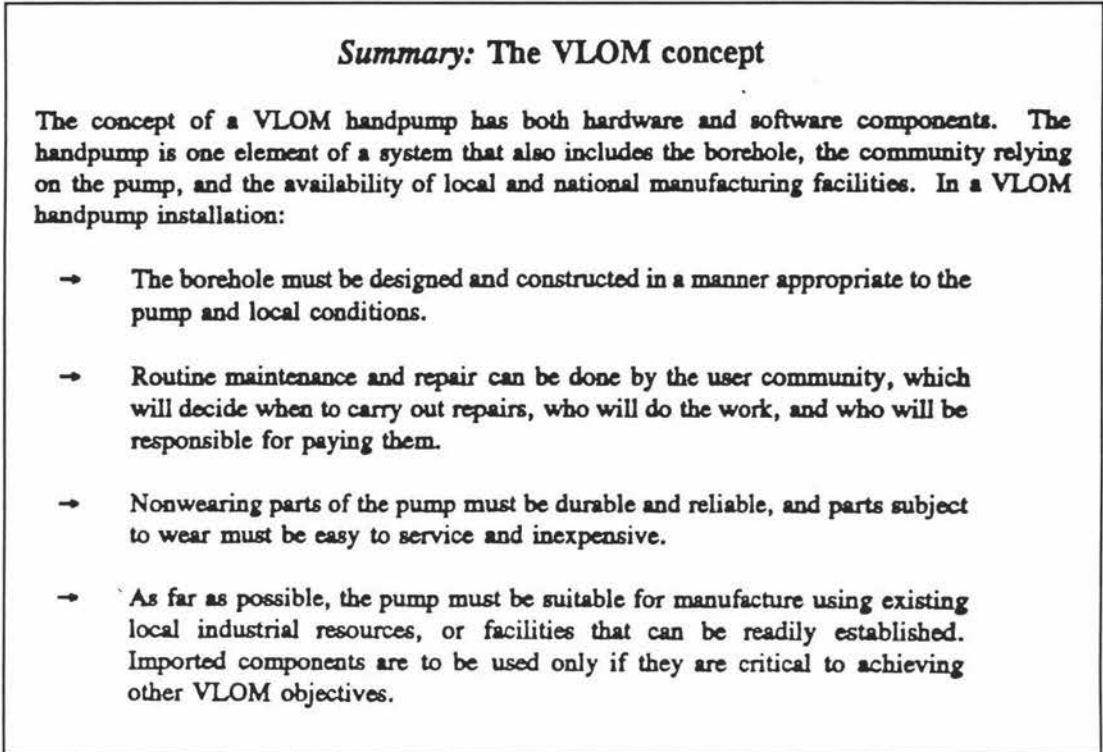 Summary: The VLOM concept
The concept of a VLOM handpump has both hardware and software components. The
handpump is one element of a system that also includes the borehole, the community relying
on the pump, and the availability of local and national manufacturing facilities. In a VLOM
handpump installation:
→ The borehole must be designed and constructed in a manner appropriate to the
pump and local conditions.
→ Routine maintenance and repair can be done by the user community, which
will decide when to carry out repairs, who will do the work, and who will be
responsible for paying them.
→ Nonwearing parts of the pump must be durable and reliable, and parts subject
to wear must be easy to service and inexpensive.
→ As far as possible, the pump must be suitable for manufacture using existing
local industrial resources, or facilities that can be readily established.
Imported components are to be used only if they are critical to achieving
other VLOM objectives.